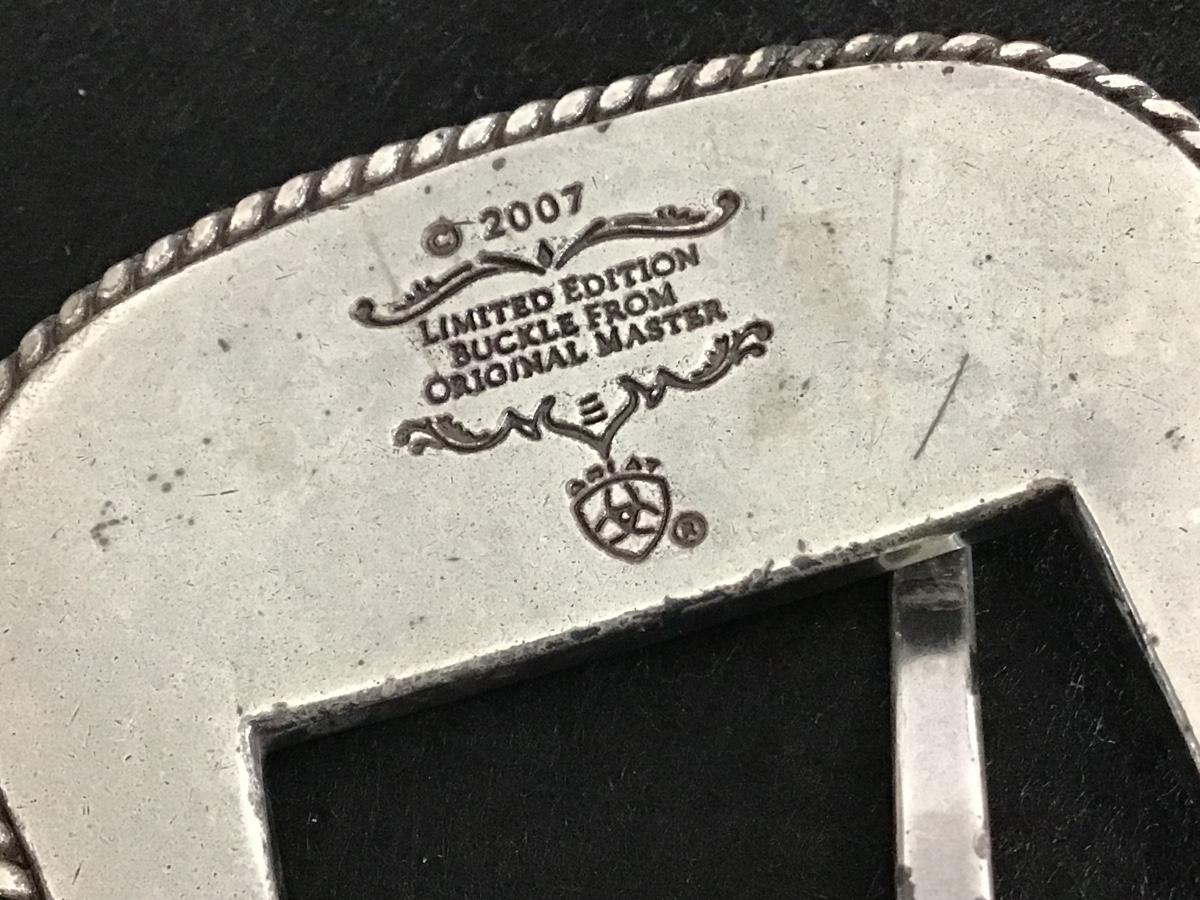 © 2007
LIMITED EDITION
BUCKLE FROM
ORIGINAL MASTER
ARIAT
®